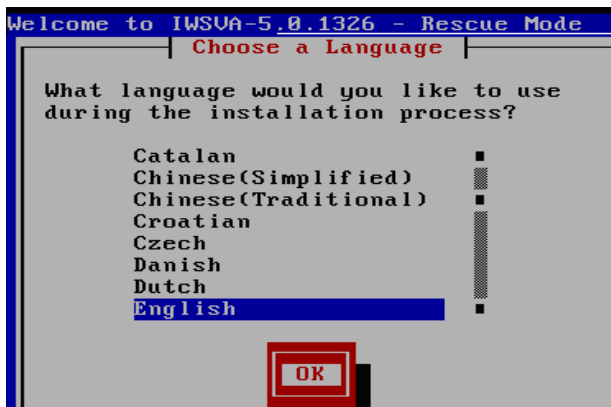 Welcome to IWSVA-5.0.1326 - Rescue Mode
Choose a Language
What language would you like to use
during the installation process?
Catalan
Chinese(Simplified)
Chinese(Traditional)
Croatian
Czech
Danish
Dutch
English
OK